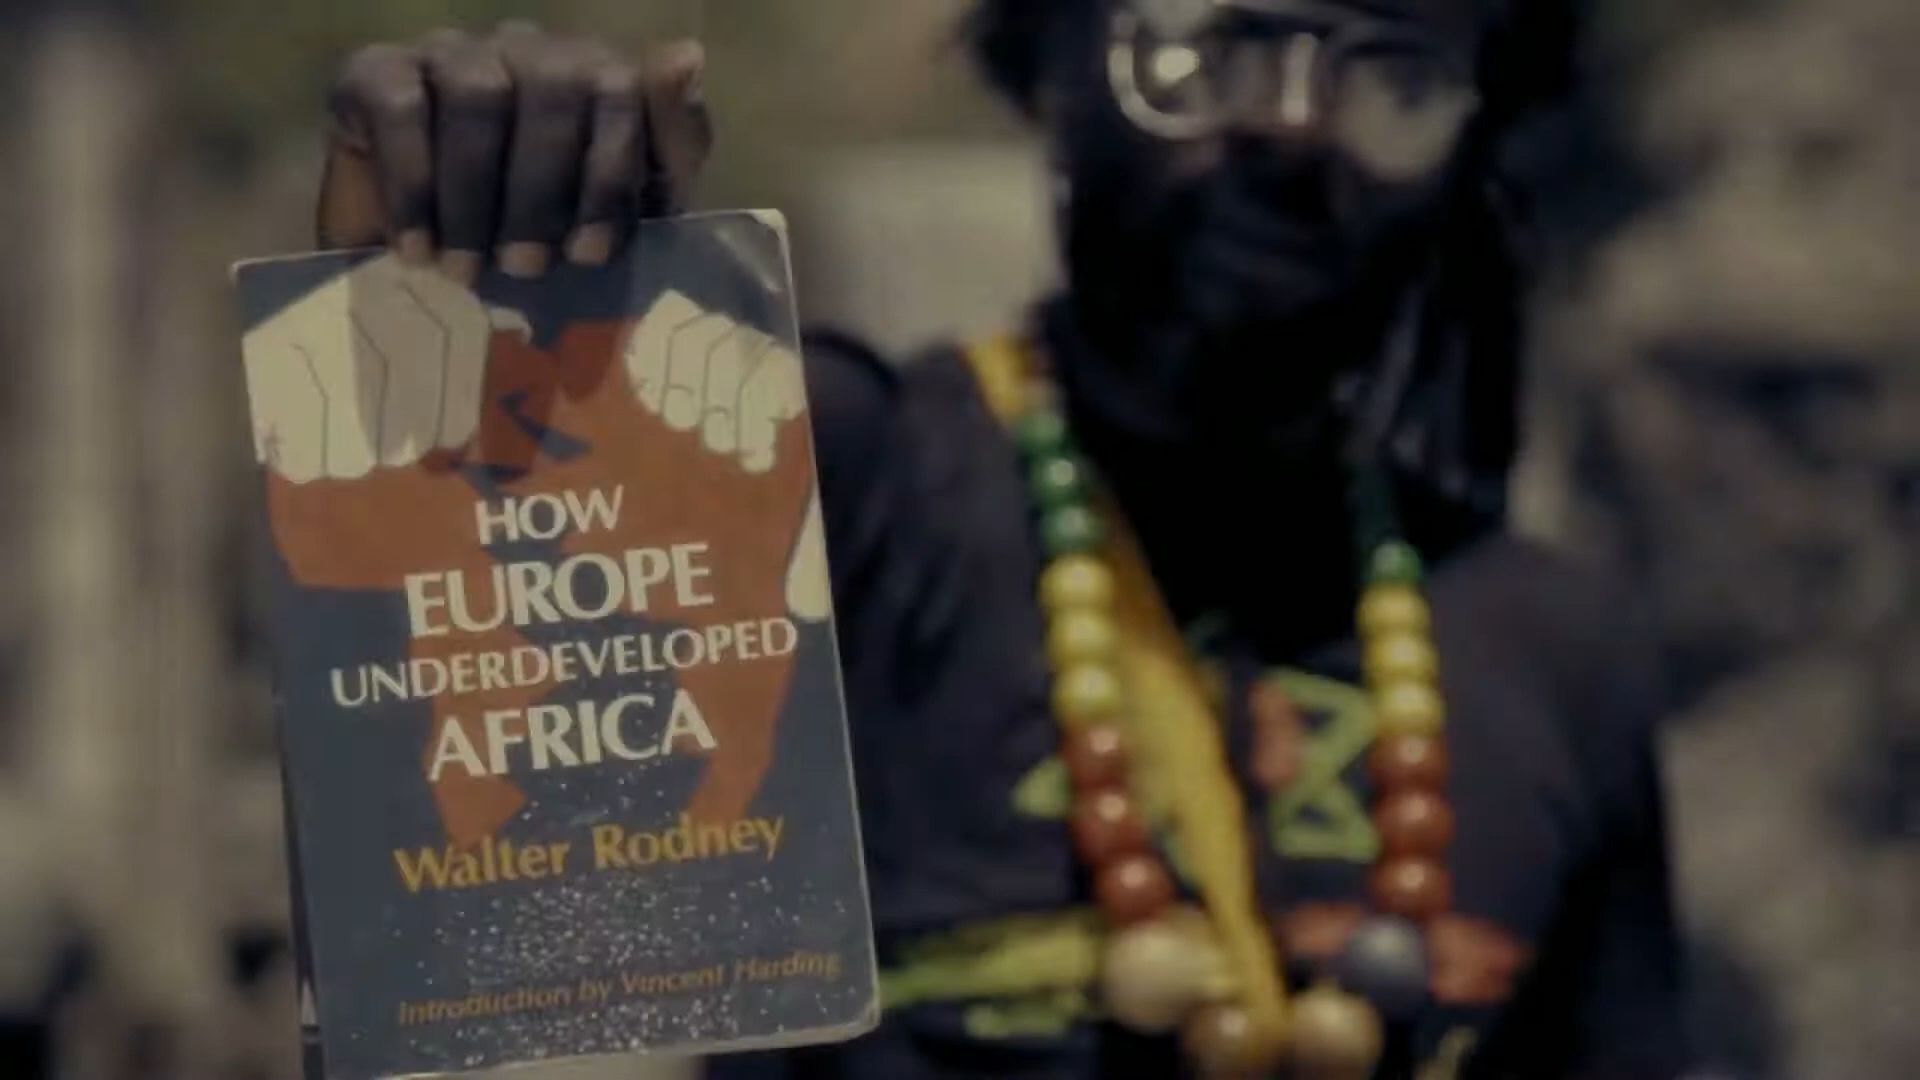 HOW
EUROPE
UNDERDEVELOPED
AFRICA
Walter Rodney
Introduction by Vincent Harding